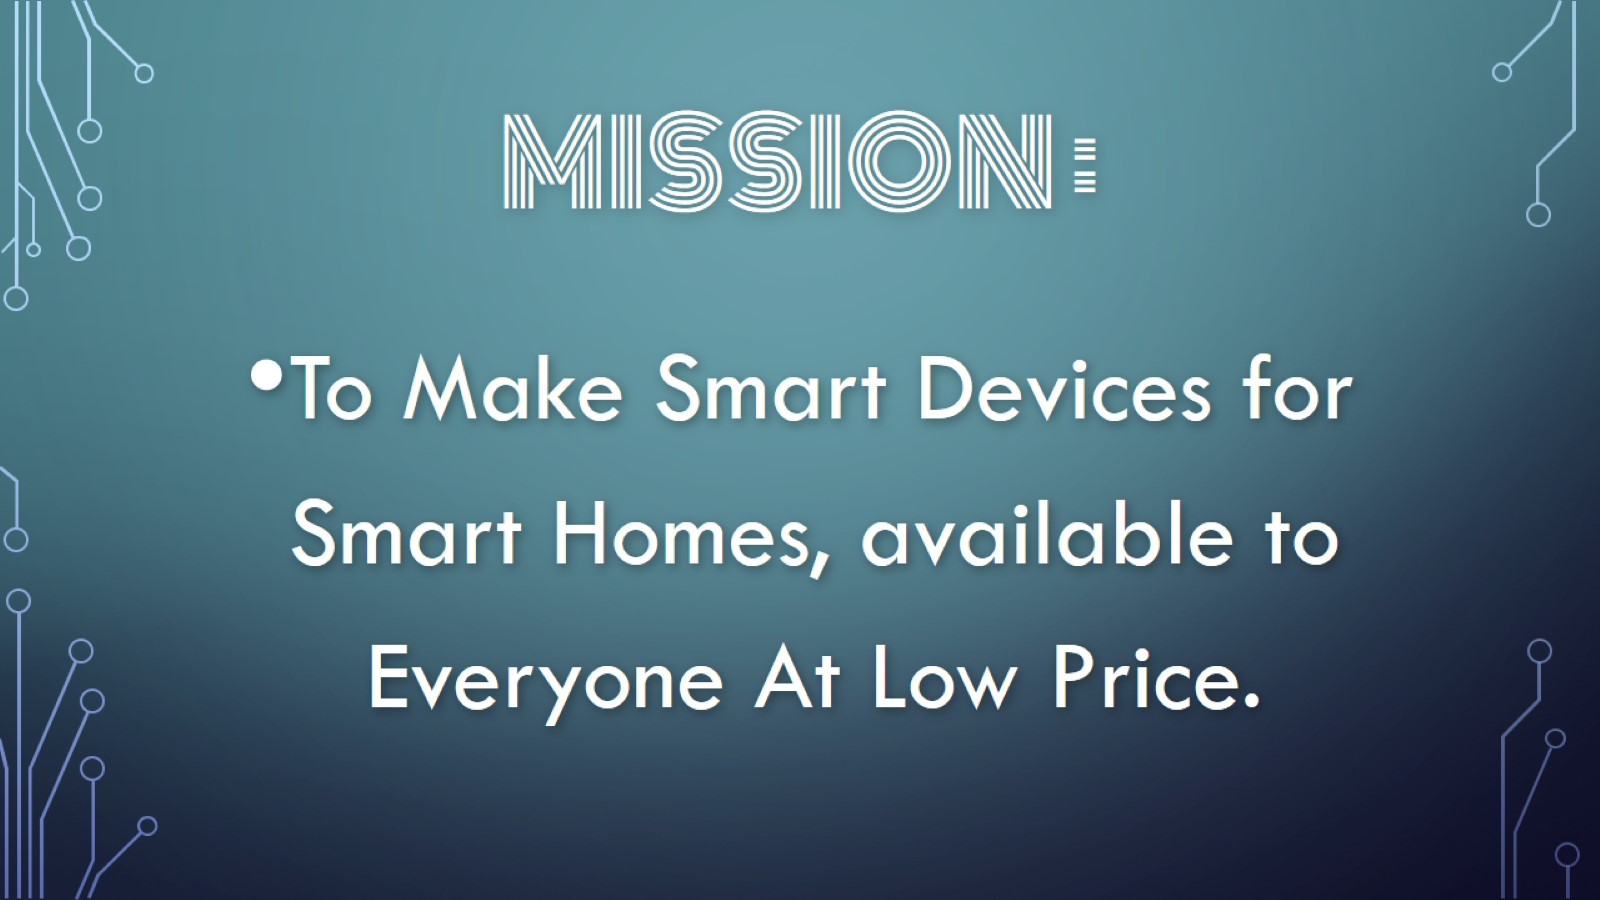 MISSION:
•To Make Smart Devices for
Smart Homes, available to
Everyone At Low Price.